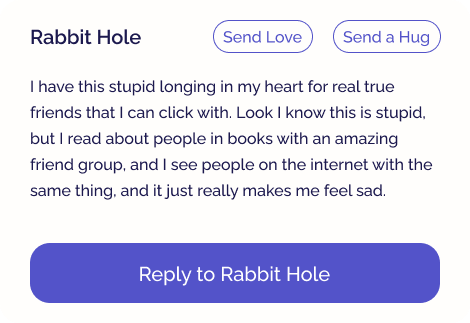 Rabbit Hole
Send Love
Send a Hug
I have this stupid longing in my heart for real true
friends that I can click with. Look I know this is stupid,
but I read about people in books with an amazing
friend group, and I see people on the internet with the
same thing, and it just really makes me feel sad.
Reply to Rabbit Hole